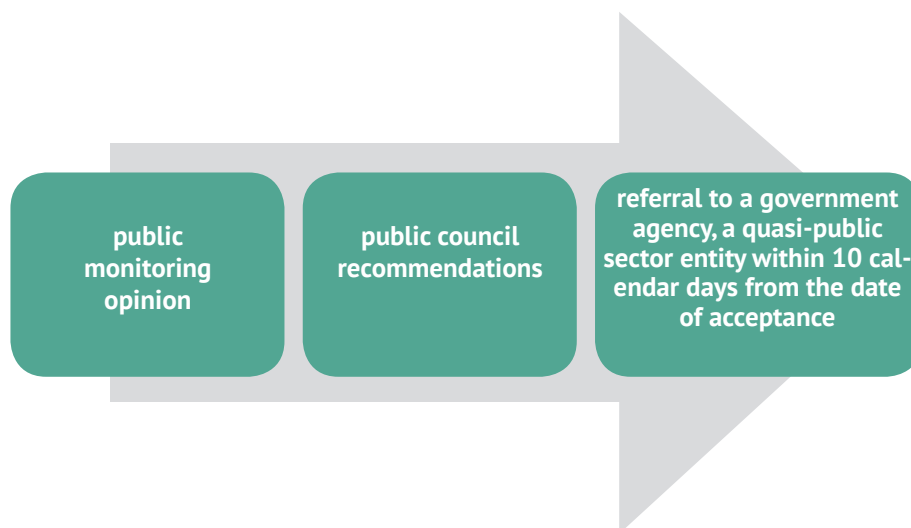 public
monitoring
opinion
public council
recommendations
referral to a government
agency, a quasi-public
sector entity within 10 cal-
endar days from the date
of acceptance